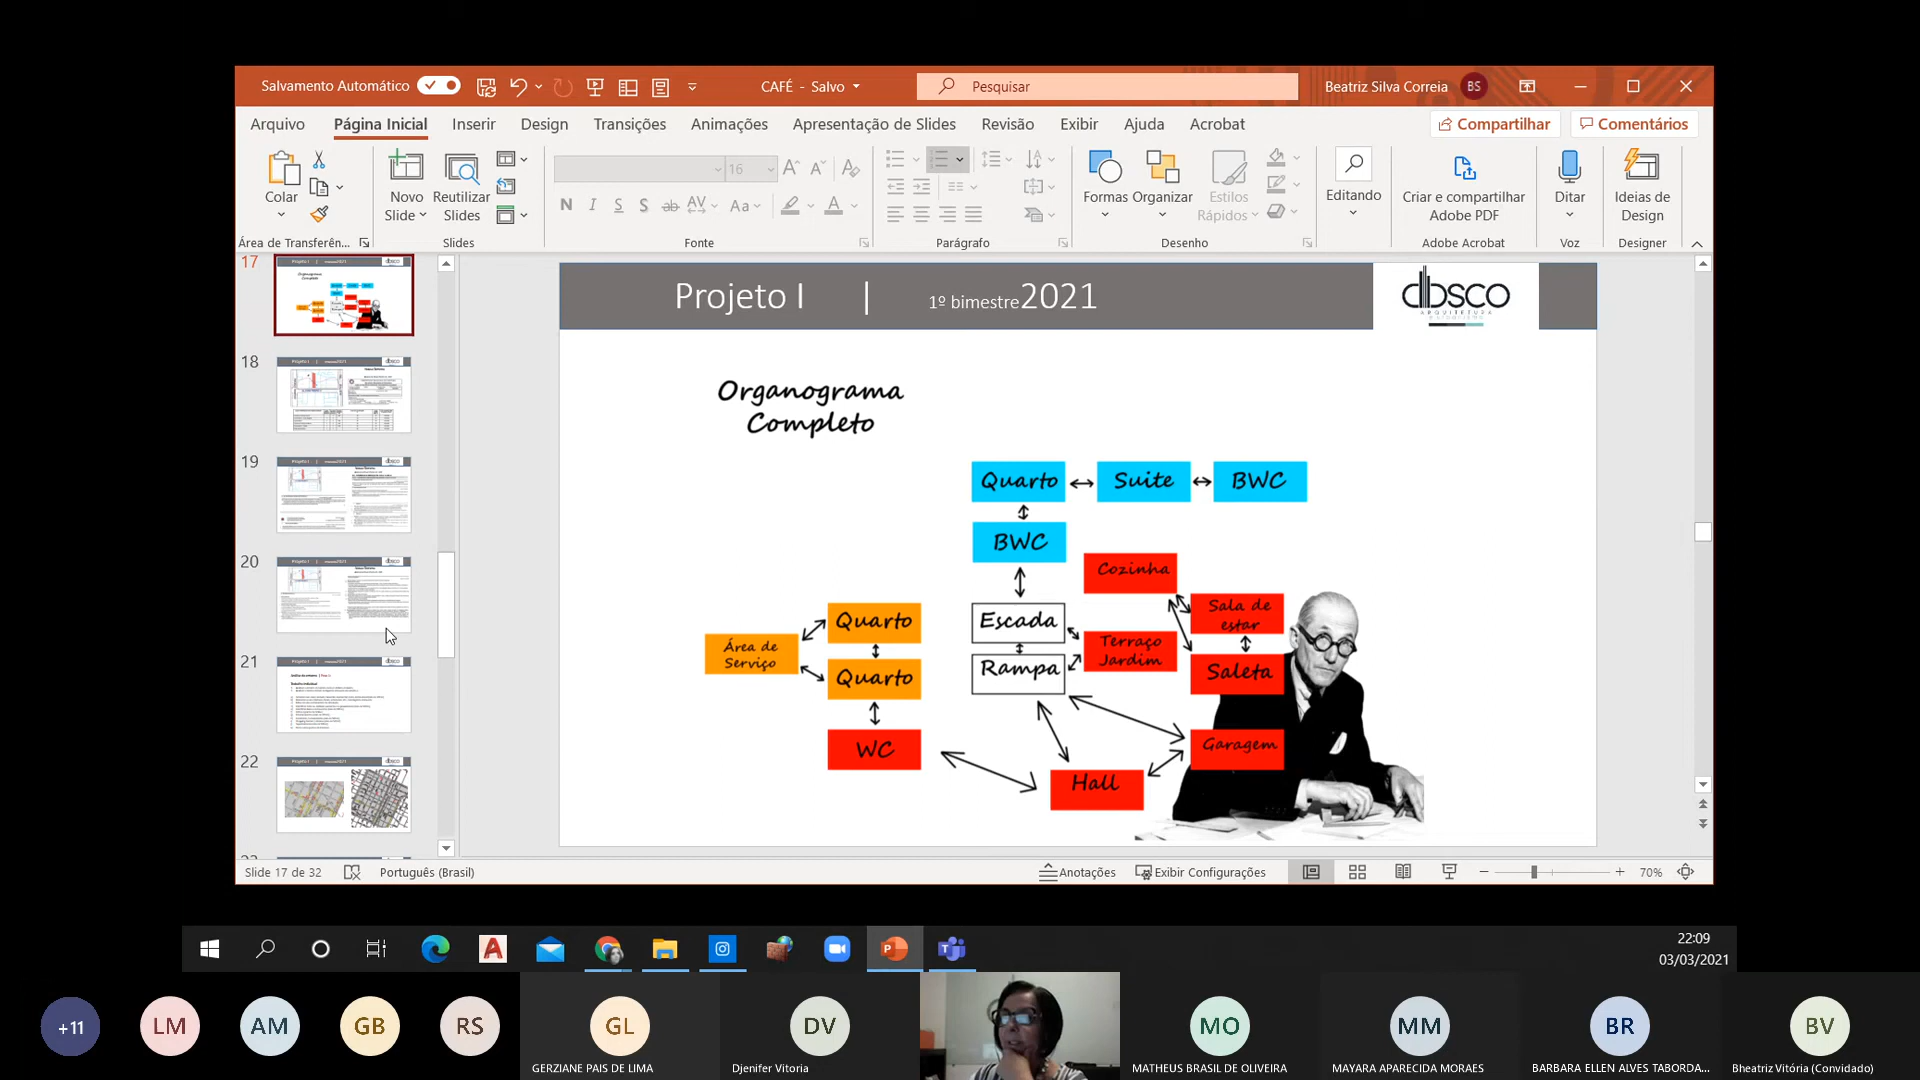 Salvamento Automático
CAFÉ - Salvo
Pesquisar
Beatriz Silva Correia
BS
Arquivo
Página Inicial
Inserir
Design
Transições
Animações
Apresentação de Slides
Revisão
Exibir
Ajuda
Acrobat
Compartilhar
Comentários
Colar
Novo
Slide
Reutilizar
Slides
16
N I S S ab AV Aa A
Editando
Formas
Organizar
Estilos
Rápidos
Criar e compartilhar
Adobe PDF
Ditar
Ideias de
Design
Área de Transferên...
Slides
Fonte
Parágrafo
Desenho
Adobe Acrobat
Voz
Designer
17
18
19
20
21
22
Projeto I | 1º bimestre2021
dbsco
ARQUITETURA
Organograma
Completo
Quarto
Suite
BWC
BWC
Cozinha
Escada
Sala de
estar
Quarto
Terraço
Jardim
Área de
Serviço
Rampa
Saleta
Quarto
WC
Garagem
Hall
Slide 17 de 32
Português (Brasil)
Anotações
Exibir Configurações
70%
22:09
03/03/2021
+11
LM
AM
GB
RS
GL
GERZIANE PAIS DE LIMA
DV
Djenifer Vitoria
MO
MATHEUS BRASIL DE OLIVEIRA
MM
MAYARA APARECIDA MORAES
BR
BARBARA ELLEN ALVES TABORDA...
BV
Bheatriz Vitória (Convidado)